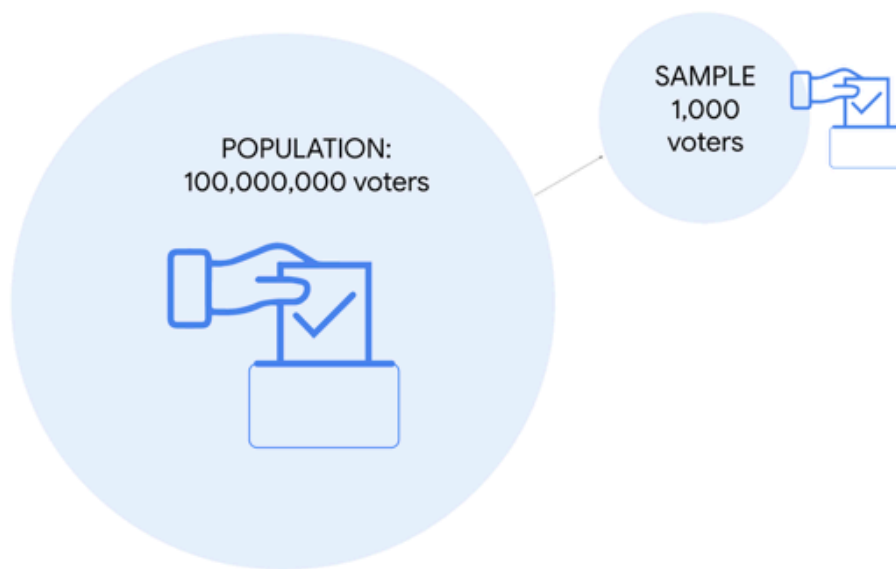 POPULATION:
100,000,000 voters
SAMPLE
1,000
voters